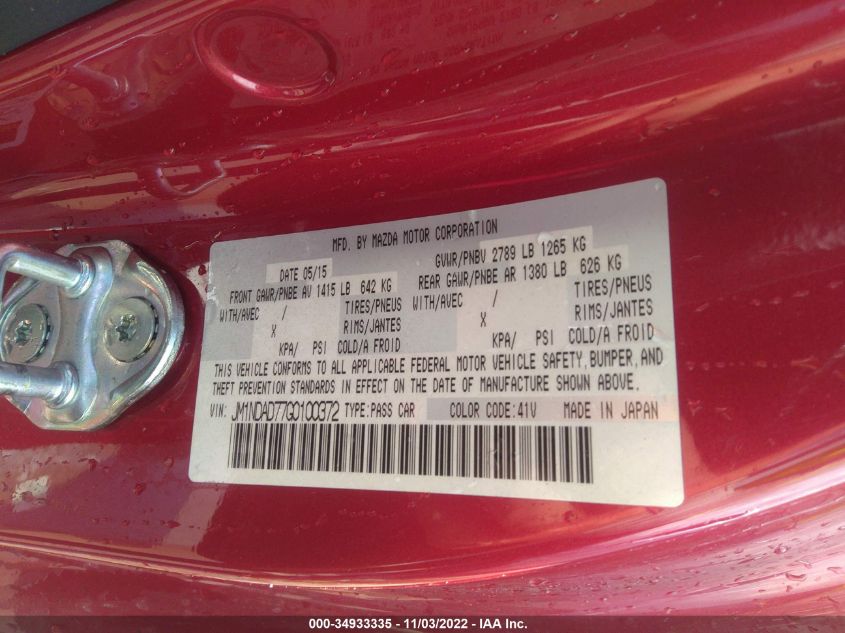 MFD. BY MAZDA MOTOR CORPORATION
DATE 05/15 GVWR/PNBV 2789 LB 1265 KG
FRONT GAWR/PNBE AV 1415 LB 642 KG REAR GAWR/PNBE AR 1380 LB 626 KG
WITH/AVEC / TIRES/PNEUS WITH/AVEC / TIRES/PNEUS
X RIMS/JANTES X RIMS/JANTES
KPA/ PSI COLD/A FROID KPA/ PSI COLD/A FROID
THIS VEHICLE CONFORMS TO ALL APPLICABLE FEDERAL MOTOR VEHICLE SAFETY, BUMPER, AND
THEFT PREVENTION STANDARDS IN EFFECT ON THE DATE OF MANUFACTURE SHOWN ABOVE.
VIN: JM1NDAD77G0100372 TYPE:PASS CAR COLOR CODE:41V MADE IN JAPAN
000-34933335 - 11/03/2022 - IAA Inc.